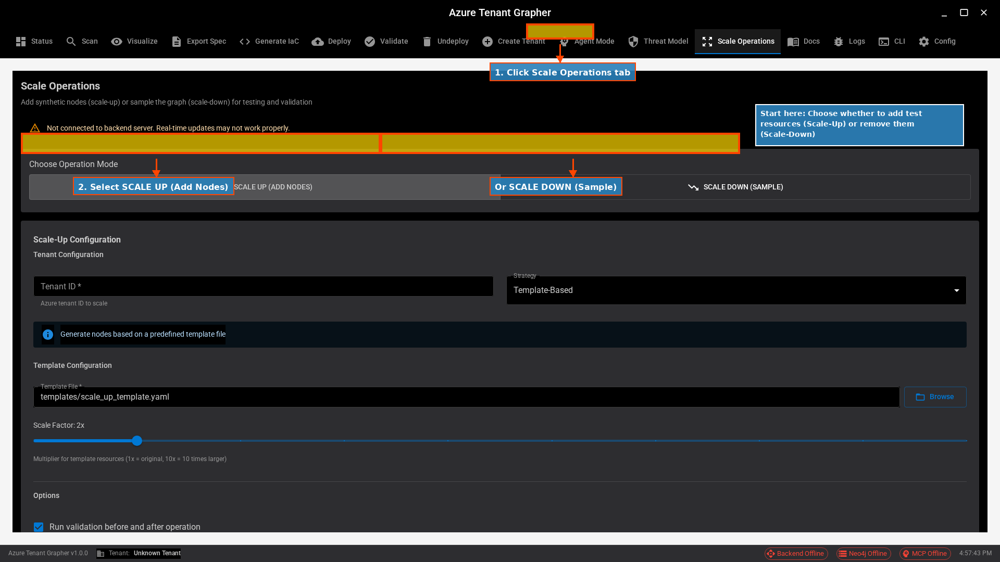 Azure Tenant Grapher
Status Scan Visualize Export Spec Generate IaC Deploy Validate Undeploy Create Tenant Agent Mode Threat Model Scale Operations Docs Logs CLI Config
1. Click Scale Operations tab
Scale Operations
Add synthetic nodes (scale-up) or sample the graph (scale-down) for testing and validation
Start here: Choose whether to add test
resources (Scale-Up) or remove them
(Scale-Down)
Not connected to backend server. Real-time updates may not work properly.
Choose Operation Mode
2. Select SCALE UP (Add Nodes) SCALE UP (ADD NODES) Or SCALE DOWN (Sample) SCALE DOWN (SAMPLE)
Scale-Up Configuration
Tenant Configuration
Tenant ID *
Azure tenant ID to scale
Strategy
Template-Based
Generate nodes based on a predefined template file
Template Configuration
Template File *
templates/scale_up_template.yaml
Browse
Scale Factor: 2x
Multiplier for template resources (1x = original, 10x = 10 times larger)
Options
Run validation before and after operation
Azure Tenant Grapher v1.0.0 Tenant: Unknown Tenant Backend Offline Neo4j Offline MCP Offline 4:57:43 PM